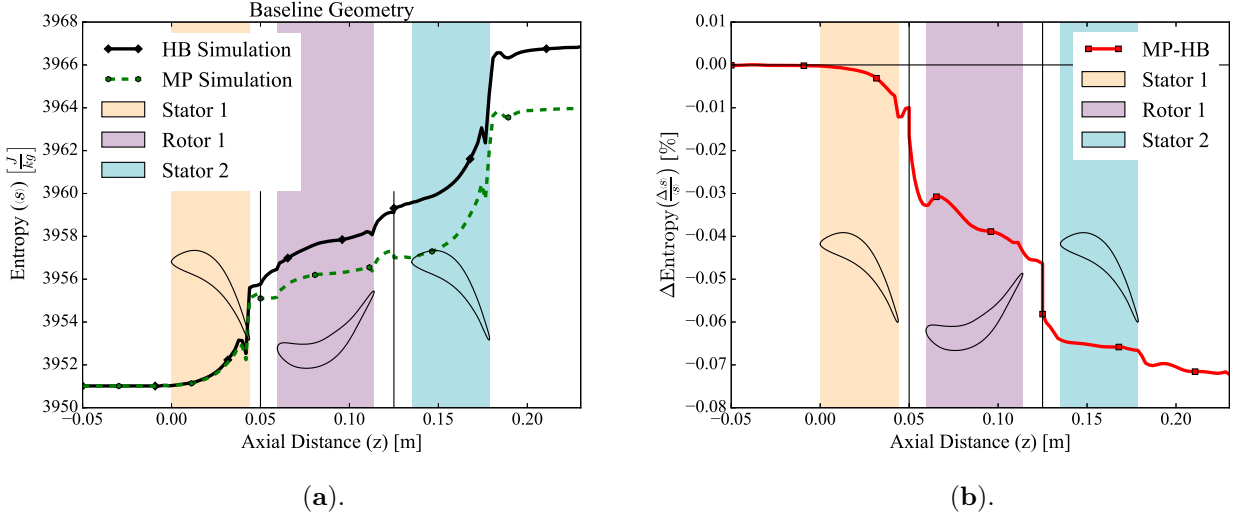 Baseline Geometry
3968
3966
3964
3962
3960
3958
3956
3954
3952
3950
Entropy (⟨s⟩) [J/kg]
HB Simulation
MP Simulation
Stator 1
Rotor 1
Stator 2
−0.05 0.00 0.05 0.10 0.15 0.20
Axial Distance (z) [m]
(a).
0.01
0.00
−0.01
−0.02
−0.03
−0.04
−0.05
−0.06
−0.07
−0.08
ΔEntropy (Δ⟨s⟩/⟨s⟩) [%]
MP-HB
Stator 1
Rotor 1
Stator 2
−0.05 0.00 0.05 0.10 0.15 0.20
Axial Distance (z) [m]
(b).